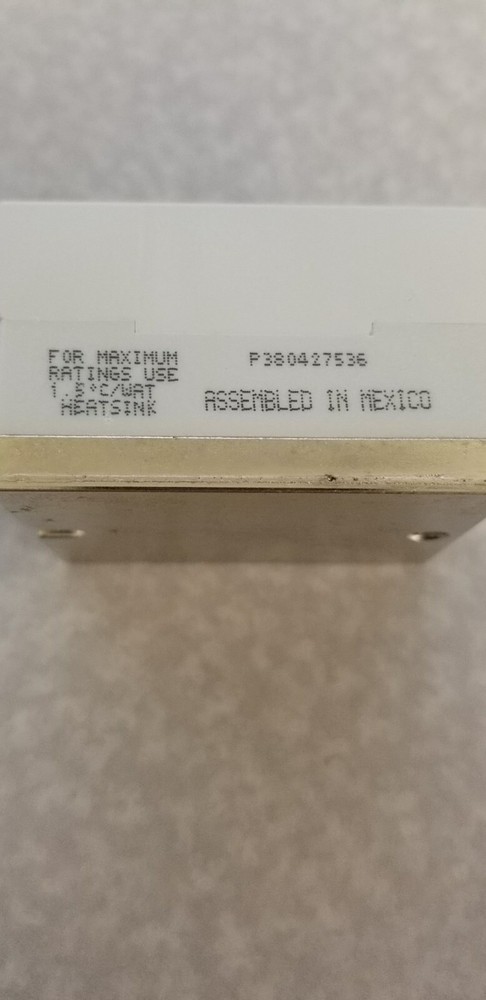 FOR MAXIMUM
RATINGS USE
1.5°C/WAT
HEATSINK
P380427536
ASSEMBLED IN MEXICO